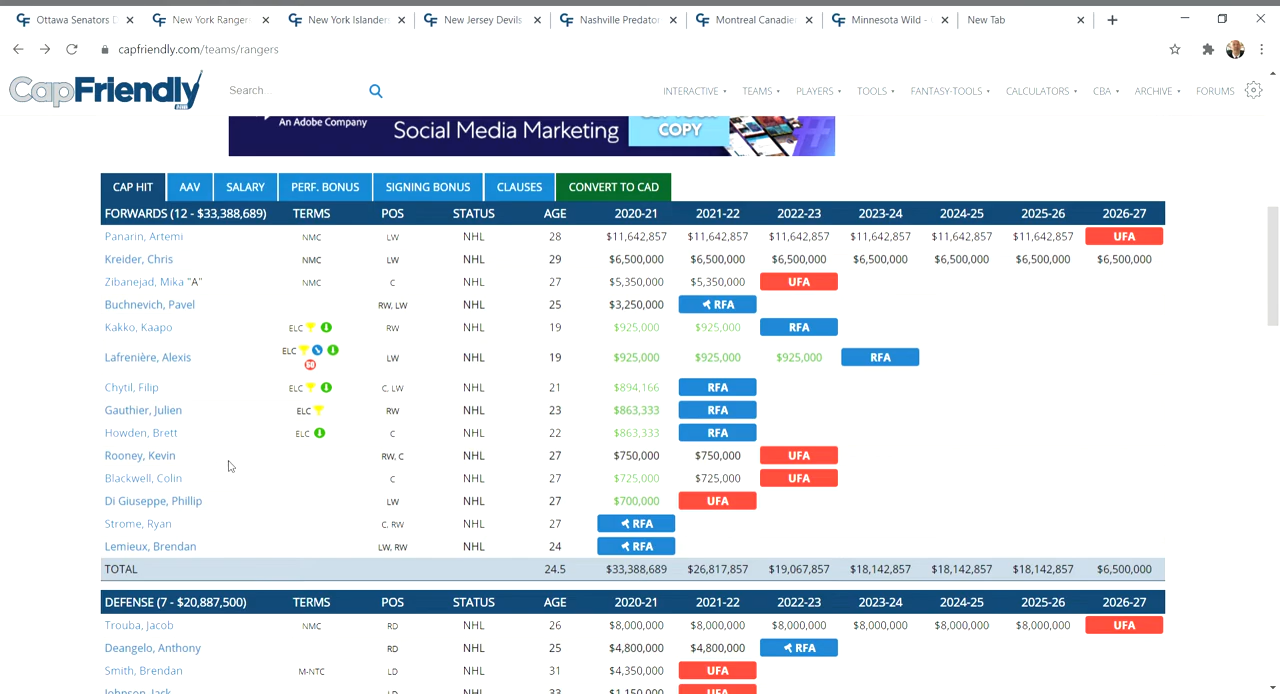 Ottawa Senators D New York Ranger New York Islander New Jersey Devils Nashville Predato Montreal Canadie Minnesota Wild - New Tab
capfriendly.com/teams/rangers
CapFriendly Search... INTERACTIVE TEAMS PLAYERS TOOLS FANTASY-TOOLS CALCULATORS CBA ARCHIVE FORUMS
An Adobe Company Social Media Marketing COPY
CAP HIT AAV SALARY PERF. BONUS SIGNING BONUS CLAUSES CONVERT TO CAD
FORWARDS (12 - $33,388,689) TERMS POS STATUS AGE 2020-21 2021-22 2022-23 2023-24 2024-25 2025-26 2026-27
Panarin, Artemi NMC LW NHL 28 $11,642,857 $11,642,857 $11,642,857 $11,642,857 $11,642,857 $11,642,857 UFA
Kreider, Chris NMC LW NHL 29 $6,500,000 $6,500,000 $6,500,000 $6,500,000 $6,500,000 $6,500,000 $6,500,000
Zibanejad, Mika "A" NMC C NHL 27 $5,350,000 $5,350,000 UFA
Buchnevich, Pavel RW, LW NHL 25 $3,250,000 RFA
Kakko, Kaapo ELC RW NHL 19 $925,000 $925,000 RFA
Lafrenière, Alexis ELC LW NHL 19 $925,000 $925,000 $925,000 RFA
Chytil, Filip ELC C, LW NHL 21 $894,166 RFA
Gauthier, Julien ELC RW NHL 23 $863,333 RFA
Howden, Brett ELC C NHL 22 $863,333 RFA
Rooney, Kevin RW, C NHL 27 $750,000 $750,000 UFA
Blackwell, Colin C NHL 27 $725,000 $725,000 UFA
Di Giuseppe, Phillip LW NHL 27 $700,000 UFA
Strome, Ryan C, RW NHL 27 RFA
Lemieux, Brendan LW, RW NHL 24 RFA
TOTAL 24.5 $33,388,689 $26,817,857 $19,067,857 $18,142,857 $18,142,857 $18,142,857 $6,500,000
DEFENSE (7 - $20,887,500) TERMS POS STATUS AGE 2020-21 2021-22 2022-23 2023-24 2024-25 2025-26 2026-27
Trouba, Jacob NMC RD NHL 26 $8,000,000 $8,000,000 $8,000,000 $8,000,000 $8,000,000 $8,000,000 UFA
Deangelo, Anthony RD NHL 25 $4,800,000 $4,800,000 RFA
Smith, Brendan M-NTC LD NHL 31 $4,350,000 UFA
Johnson, Jack LD NHL 33 $1,150,000 UFA